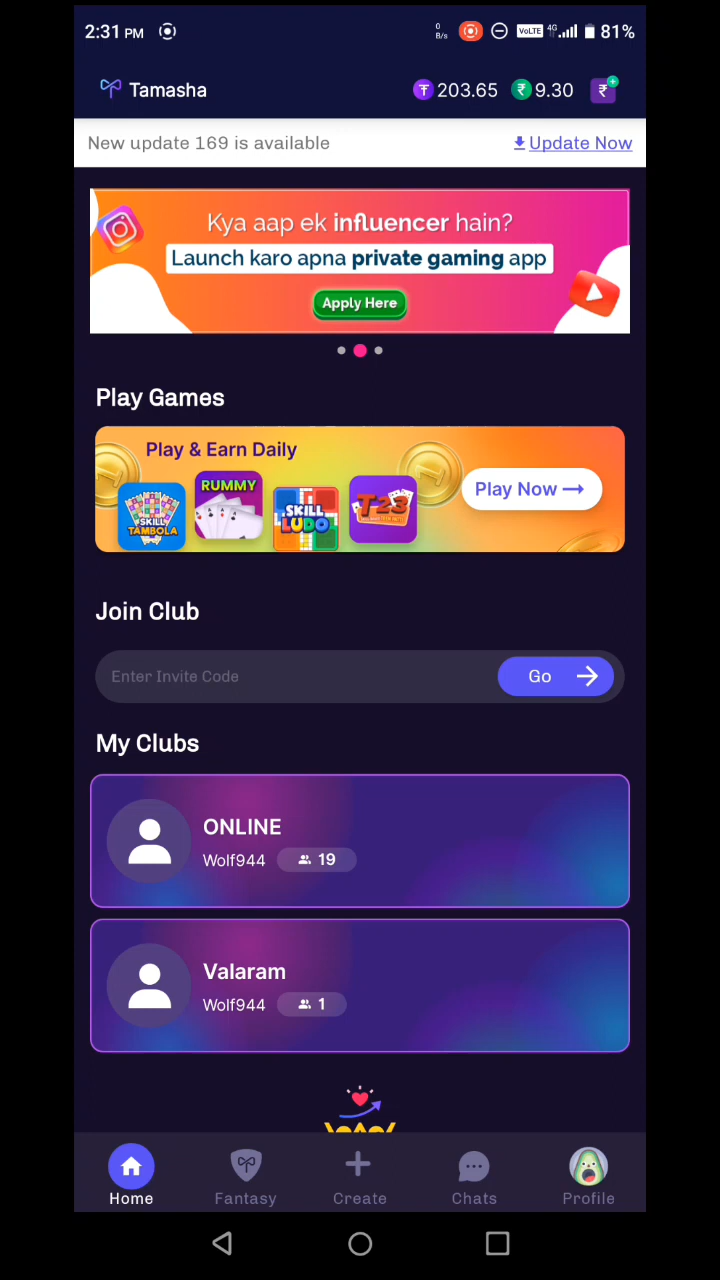 2:31 PM 0 B/s VoLTE 4G 81%
Tamasha 203.65 ₹ 9.30 ₹
New update 169 is available Update Now
Kya aap ek influencer hain?
Launch karo apna private gaming app
Apply Here
Play Games
Play & Earn Daily
Play Now →
SKILL TAMBOLA
RUMMY
SKILL LUDO
T23
Join Club
Enter Invite Code Go
My Clubs
ONLINE
Wolf944 19
Valaram
Wolf944 1
Home Fantasy Create Chats Profile